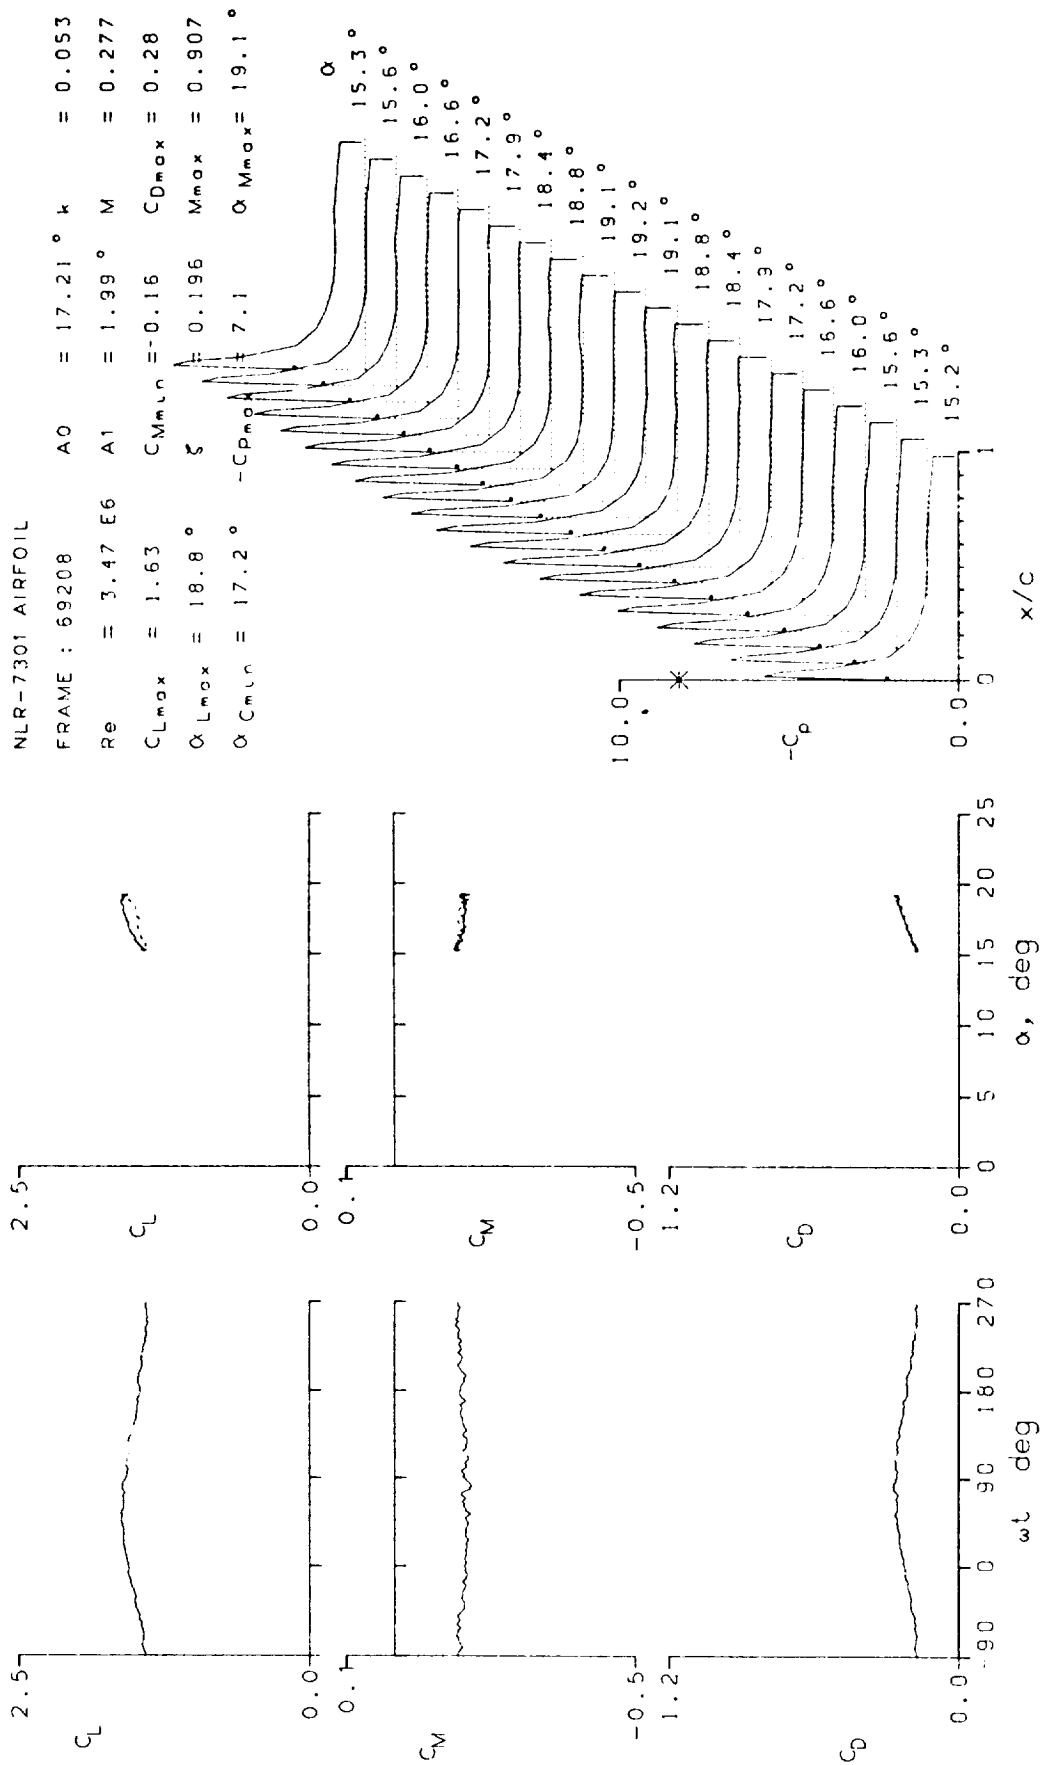 NLR-7301 AIRFOIL
FRAME : 69208 A0 = 17.21° k = 0.053
Re = 3.47 E6 A1 = 1.99° M = 0.277
CLmax = 1.63 CMmin =-0.16 CDmax = 0.28
αLmax = 18.8° ζ = 0.196 Mmax = 0.907
αCmin = 17.2° -Cpmax = 7.1 αMmax = 19.1°
2.5
CL
0.0
0.1
CM
-0.5
1.2
CD
0.0
-90 0 90 180 270
ωt deg
2.5
CL
0.0
0.1
CM
-0.5
1.2
CD
0.0
0 5 10 15 20 25
α, deg
10.0
-Cp
0.0
0 1
x/c
α
15.3°
15.6°
16.0°
16.6°
17.2°
17.9°
18.4°
18.8°
19.1°
19.2°
19.1°
18.8°
18.4°
17.9°
17.2°
16.6°
16.0°
15.6°
15.3°
15.2°